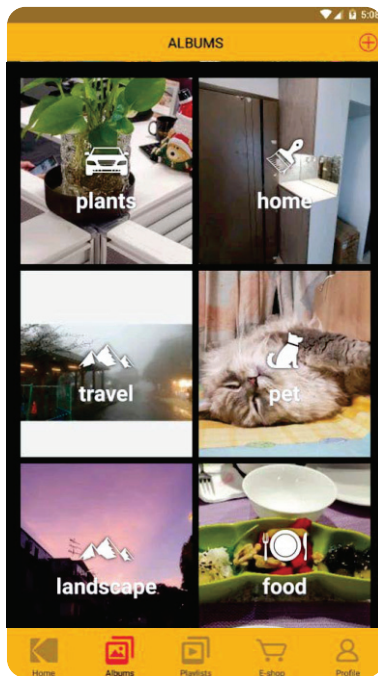 5:08
ALBUMS
plants
home
travel
pet
landscape
food
Home
Albums
Playlists
E-shop
Profile